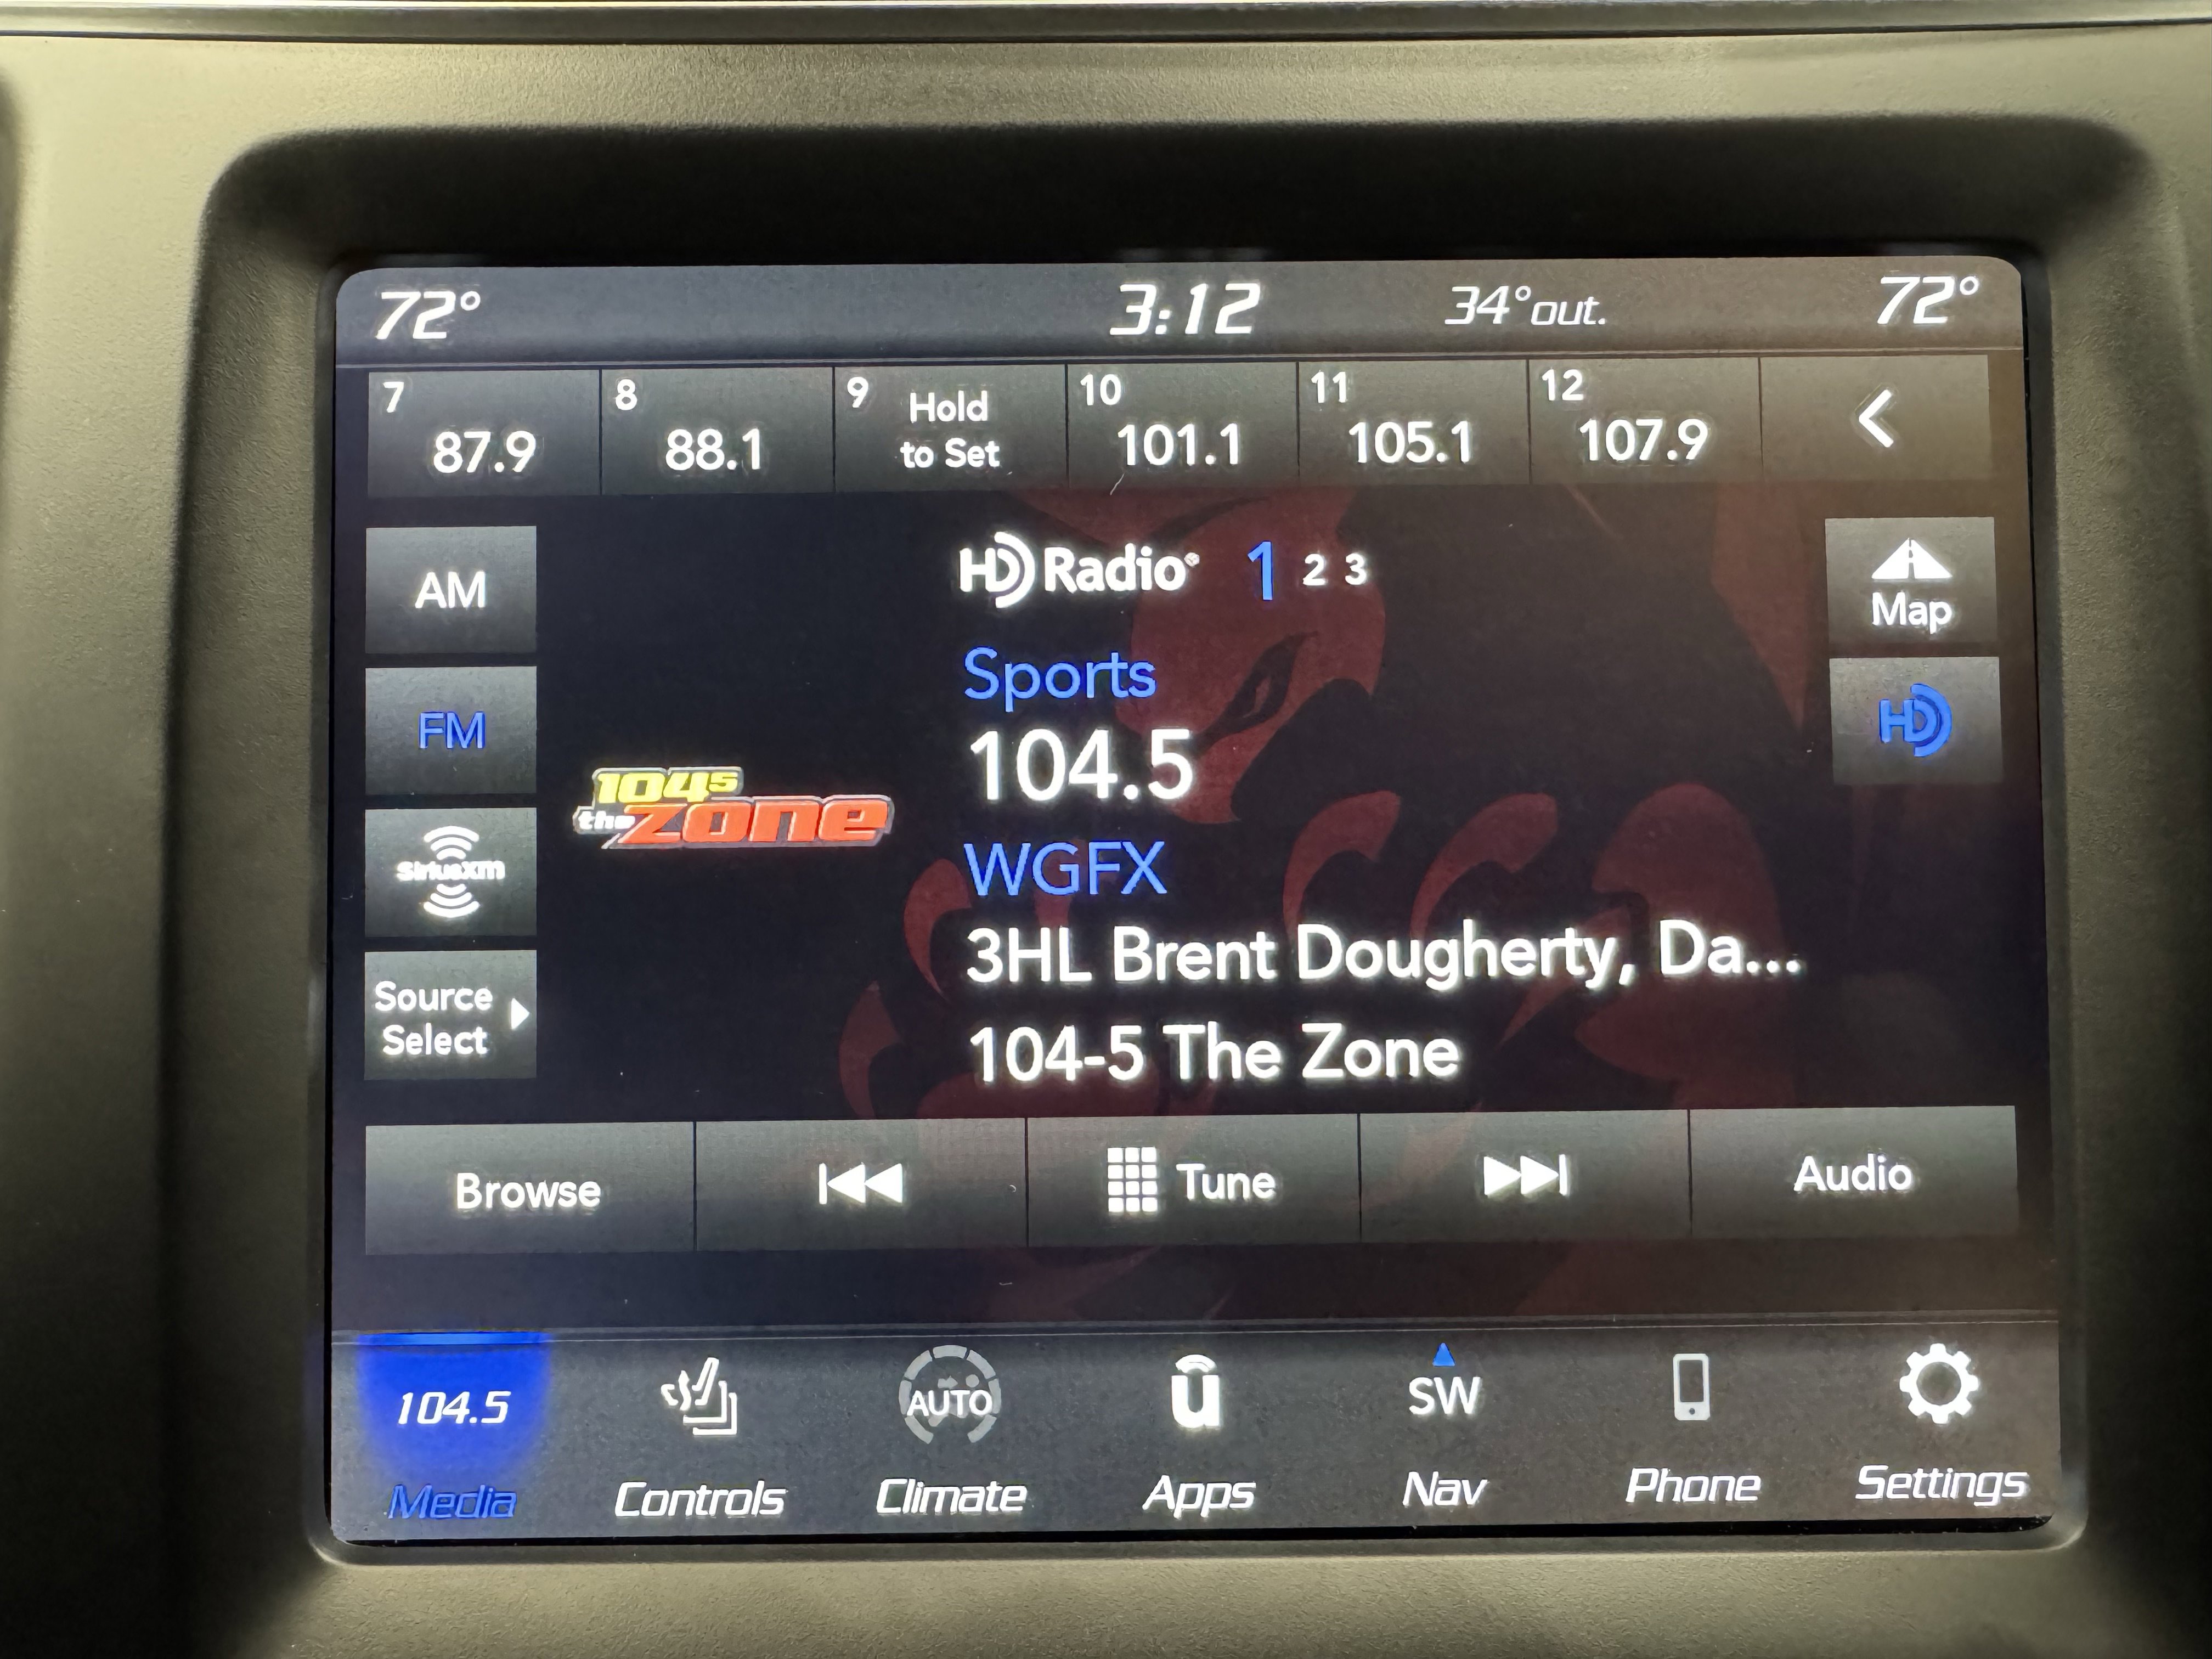 72° 3:12 34° out. 72°
7 8 9 Hold 10 11 12
87.9 88.1 to Set 101.1 105.1 107.9
HD Radio® 1 2 3
AM
Map
Sports
FM
HD
104.5
104.5
the zone
SiriusXM
WGFX
3HL Brent Dougherty, Da...
Source
Select
104-5 The Zone
Browse Tune Audio
104.5 AUTO u SW
Media Controls Climate Apps Nav Phone Settings